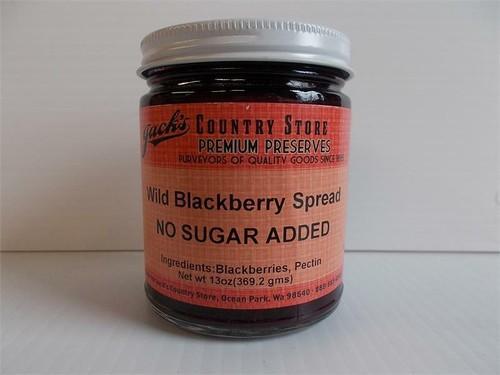 Jack's COUNTRY STORE
PREMIUM PRESERVES
PURVEYORS OF QUALITY GOODS SINCE 1885
Wild Blackberry Spread
NO SUGAR ADDED
Ingredients:Blackberries, Pectin
Net wt 13oz(369.2 gms)
Country Store, Ocean Park, Wa 98640